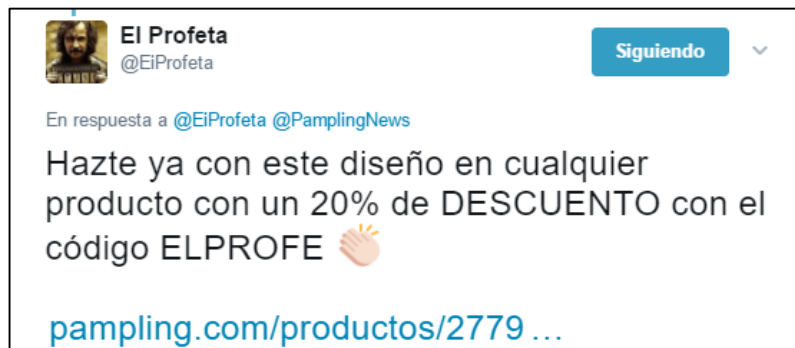 El Profeta
@EiProfeta
Siguiendo
En respuesta a @EiProfeta @PamplingNews
Hazte ya con este diseño en cualquier
producto con un 20% de DESCUENTO con el
código ELPROFE 👏
pampling.com/productos/2779 ...